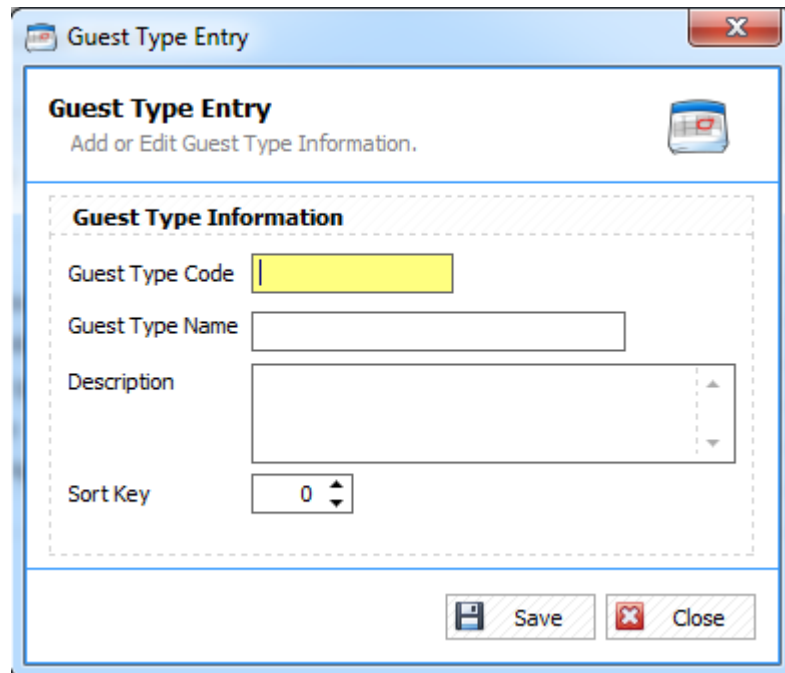 Guest Type Entry
Guest Type Entry
Add or Edit Guest Type Information.
Guest Type Information
Guest Type Code
Guest Type Name
Description
Sort Key 0
Save Close